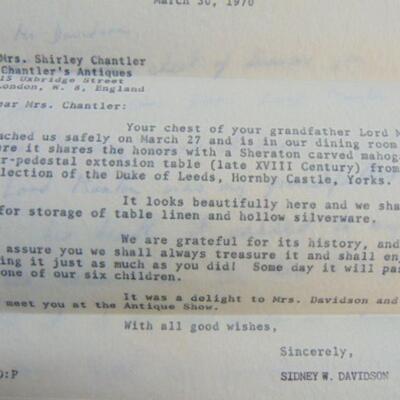 March 30, 1970
Mrs. Shirley Chantler
Chantler's Antiques
15 Uxbridge Street
London, W. 8, England
ear Mrs. Chantler:
Your chest of your grandfather Lord M
ached us safely on March 27 and is in our dining room
ere it shares the honors with a Sheraton carved mahoga
r-pedestal extension table (late XVIII Century) from
llection of the Duke of Leeds, Hornby Castle, Yorks.
It looks beautifully here and we sha
for storage of table linen and hollow silverware.
We are grateful for its history, and
assure you we shall always treasure it and shall enj
ing it just as much as you did! Some day it will pas
one of our six children.
It was a delight to Mrs. Davidson and
meet you at the Antique Show.
With all good wishes,
Sincerely,
SIDNEY W. DAVIDSON
:P